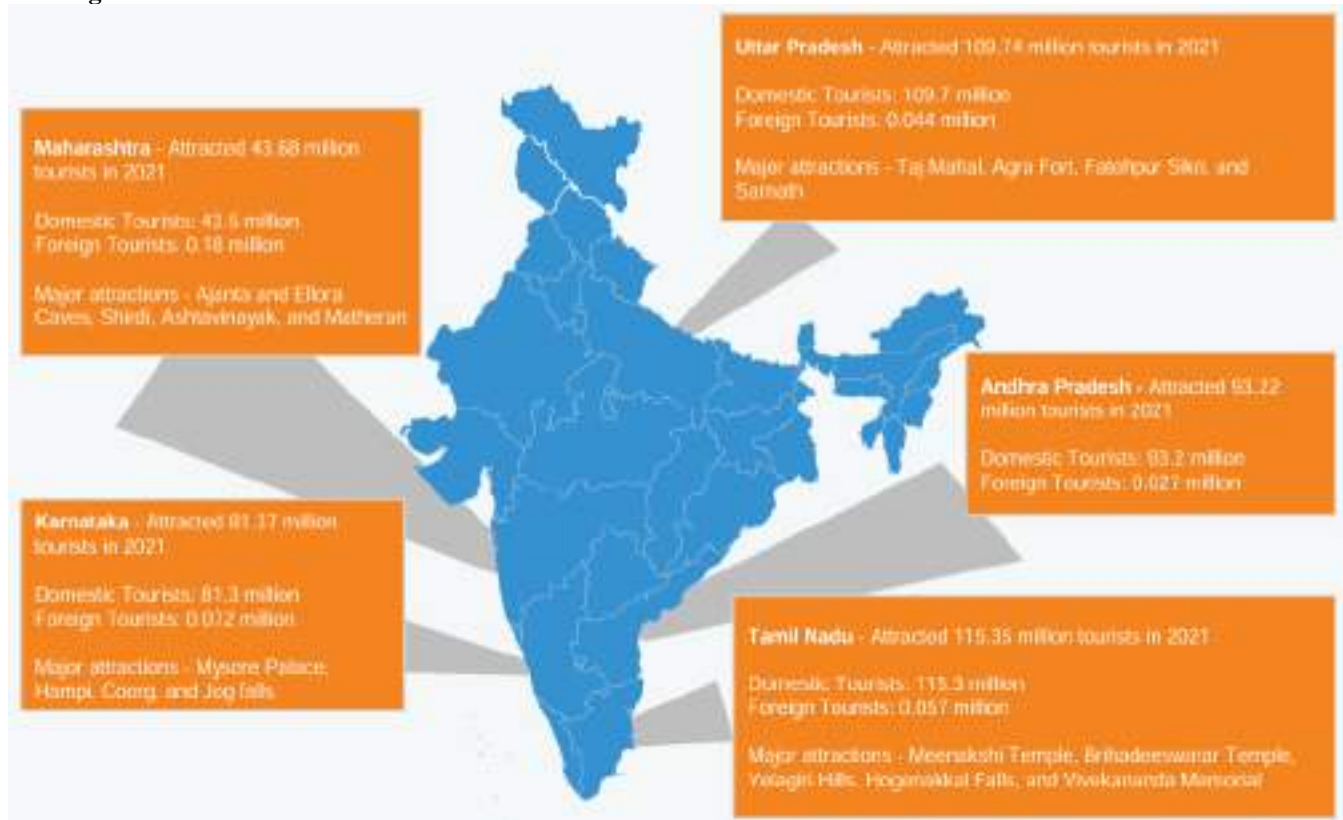 Maharashtra - Attracted 43.68 million
tourists in 2021
Domestic Tourists: 43.5 million
Foreign Tourists: 0.18 million
Major attractions - Ajanta and Ellora
Caves, Shirdi, Ashtavinayak, and Matheran
Karnataka - Attracted 81.37 million
tourists in 2021
Domestic Tourists: 81.3 million
Foreign Tourists: 0.072 million
Major attractions - Mysore Palace,
Hampi, Coorg, and Jog falls
Uttar Pradesh - Attracted 109.74 million tourists in 2021
Domestic Tourists: 109.7 million
Foreign Tourists: 0.044 million
Major attractions - Taj Mahal, Agra Fort, Fatehpur Sikri, and
Sarnath
Andhra Pradesh - Attracted 93.22
million tourists in 2021
Domestic Tourists: 93.2 million
Foreign Tourists: 0.027 million
Tamil Nadu - Attracted 115.35 million tourists in 2021
Domestic Tourists: 115.3 million
Foreign Tourists: 0.057 million
Major attractions - Meenakshi Temple, Brihadeeswarar Temple,
Yelagiri Hills, Hogenakkal Falls, and Vivekananda Memorial